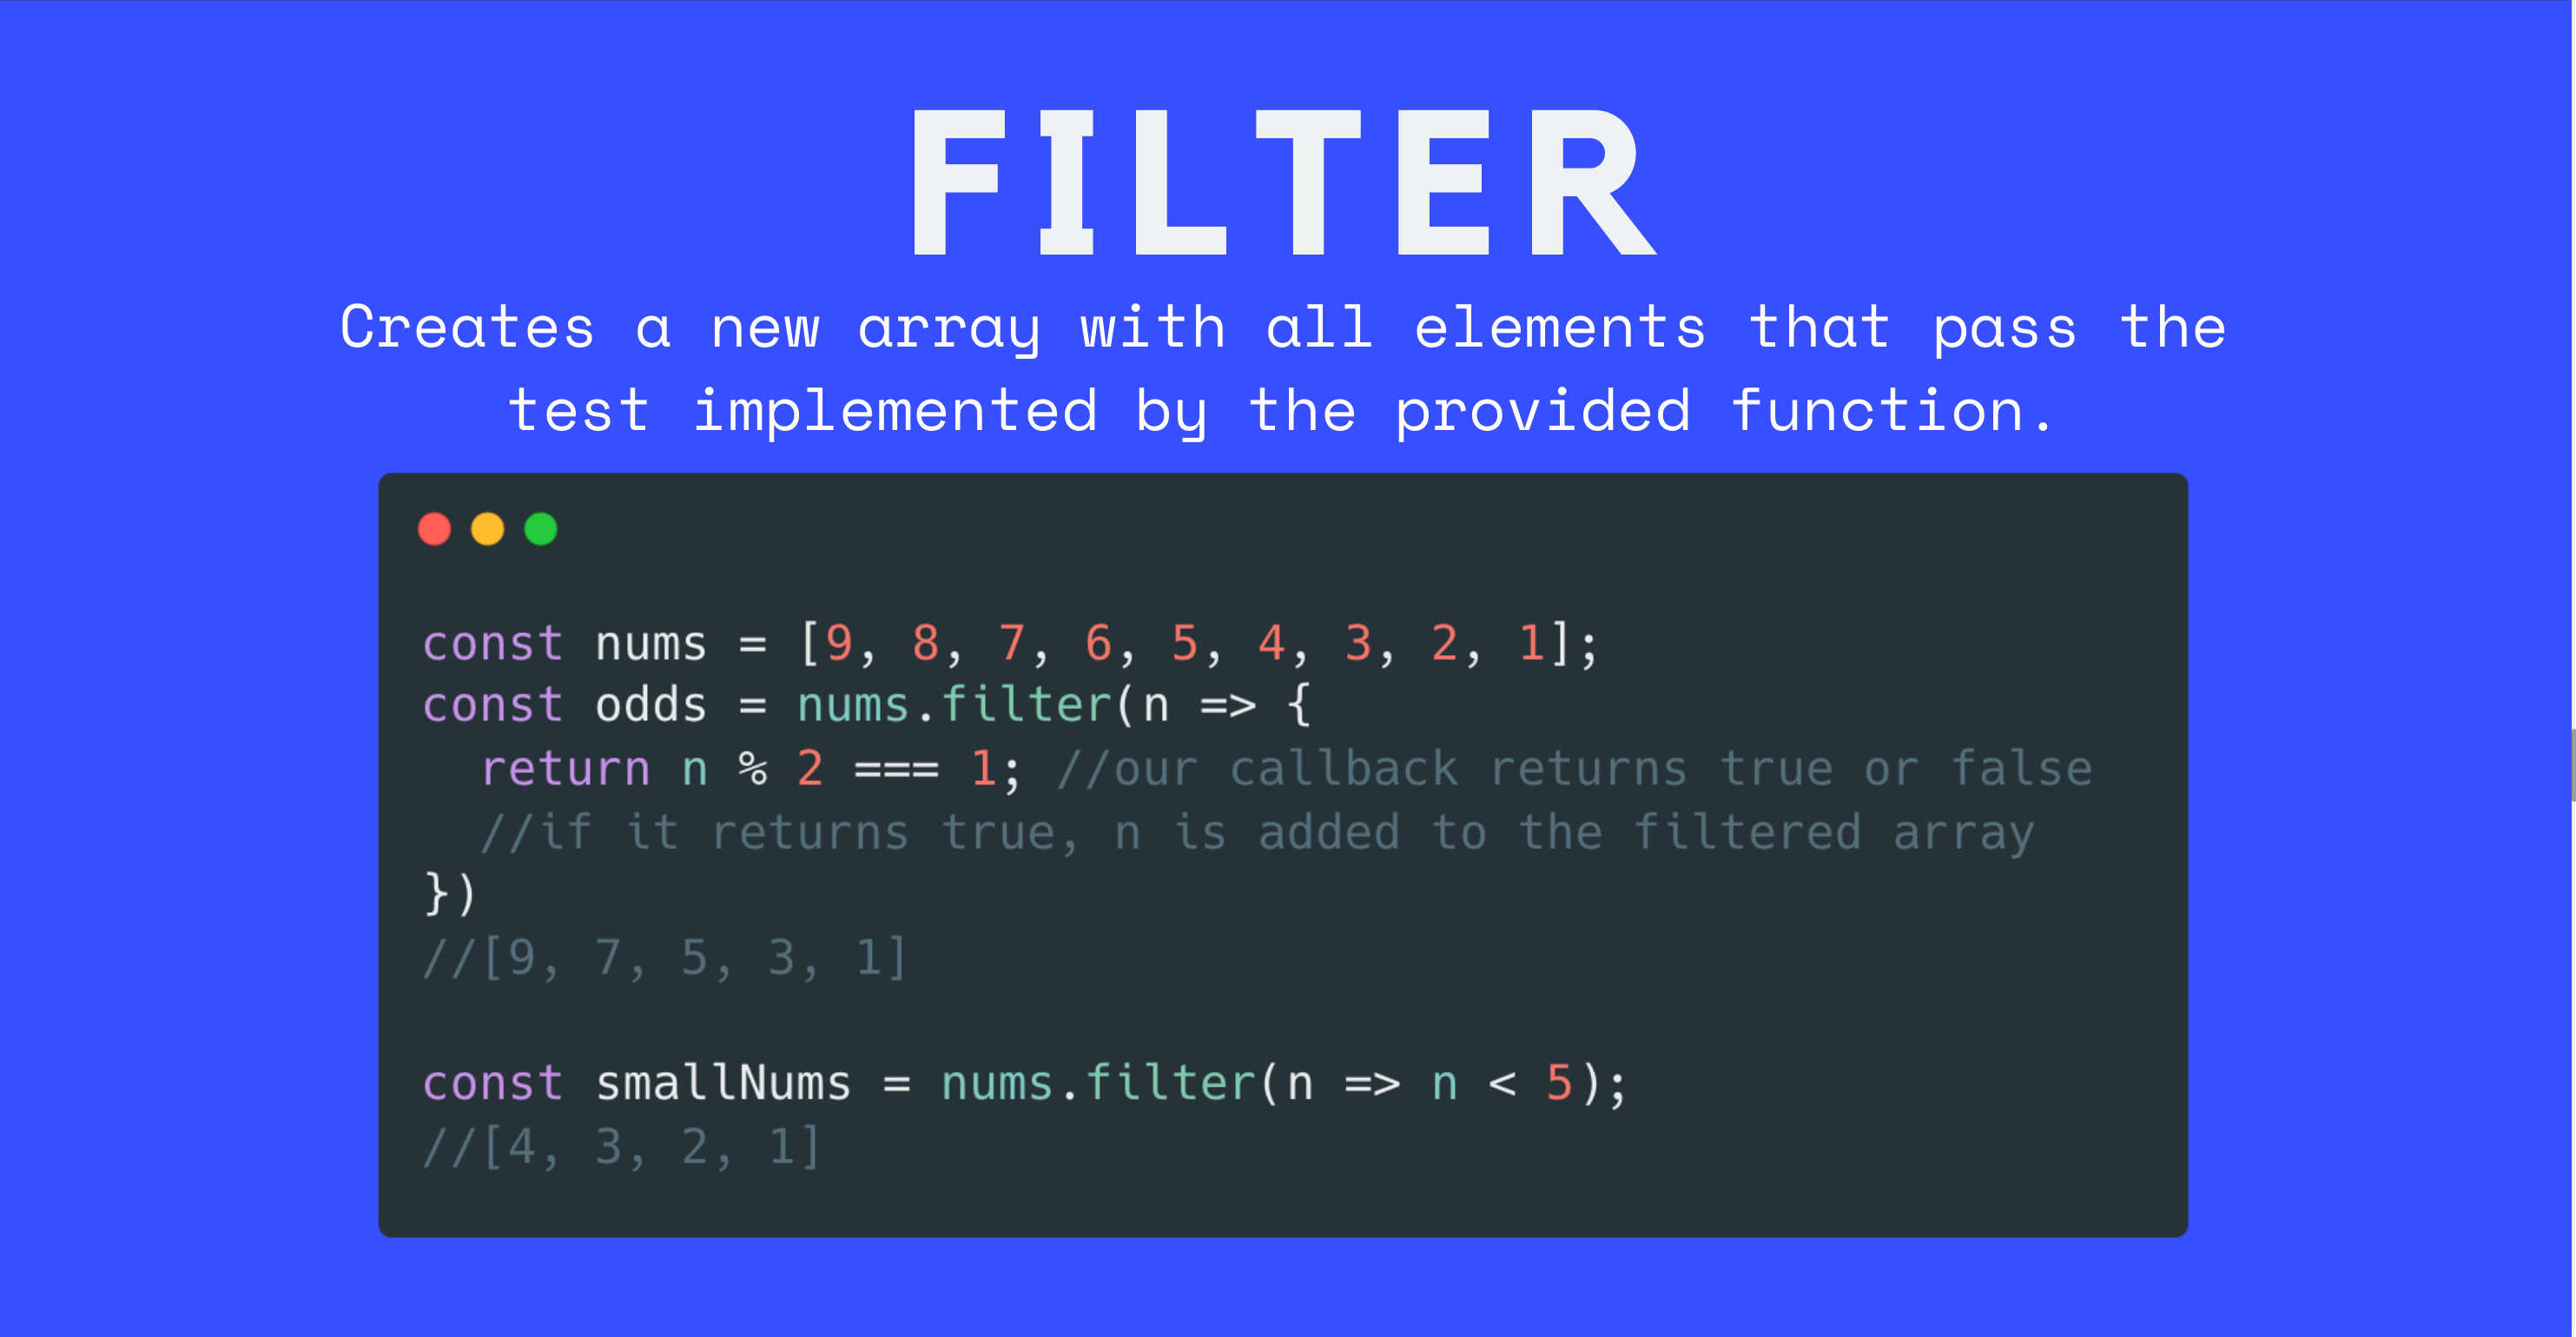 FILTER
Creates a new array with all elements that pass the
test implemented by the provided function.
const nums = [9, 8, 7, 6, 5, 4, 3, 2, 1];
const odds = nums.filter(n => {
  return n % 2 === 1; //our callback returns true or false
  //if it returns true, n is added to the filtered array
})
//[9, 7, 5, 3, 1]
const smallNums = nums.filter(n => n < 5);
//[4, 3, 2, 1]